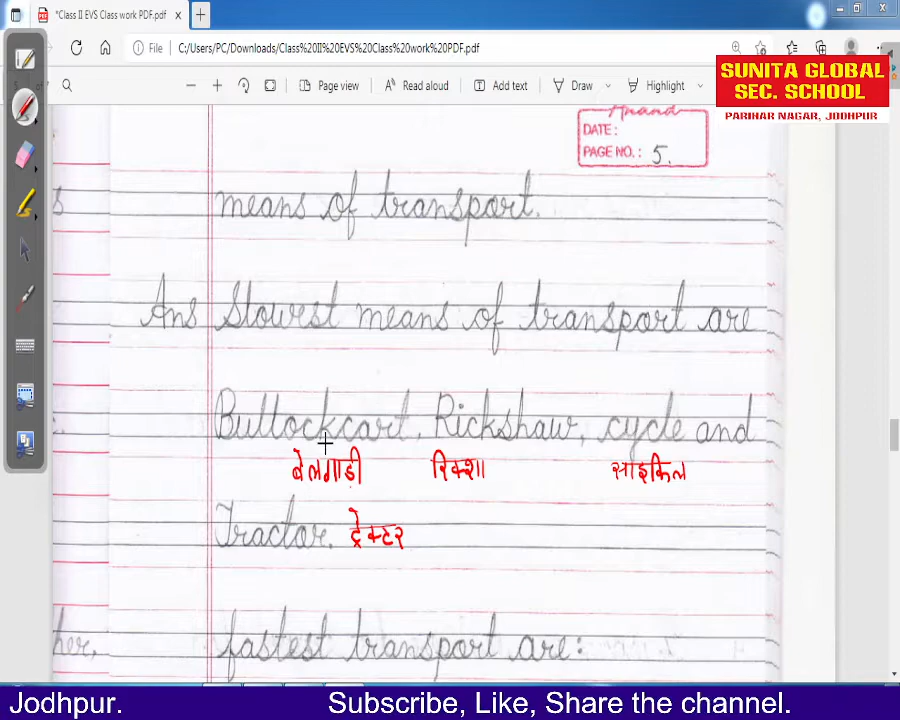 *Class II EVS Class work PDF.pdf
File C:/Users/PC/Downloads/Class%20II%20EVS%20Class%20work%20PDF.pdf
Page view Read aloud Add text Draw Highlight
SUNITA GLOBAL
SEC. SCHOOL
PARIHAR NAGAR, JODHPUR
Anand
DATE:
PAGE NO.: 5.
means of transport.
Ans Slowest means of transport are
Bullockcart, Rickshaw, cycle and
बेलगाडी रिक्शा साइकिल
Tractor. ट्रेक्टर
her, fastest transport are:
Jodhpur. Subscribe, Like, Share the channel.